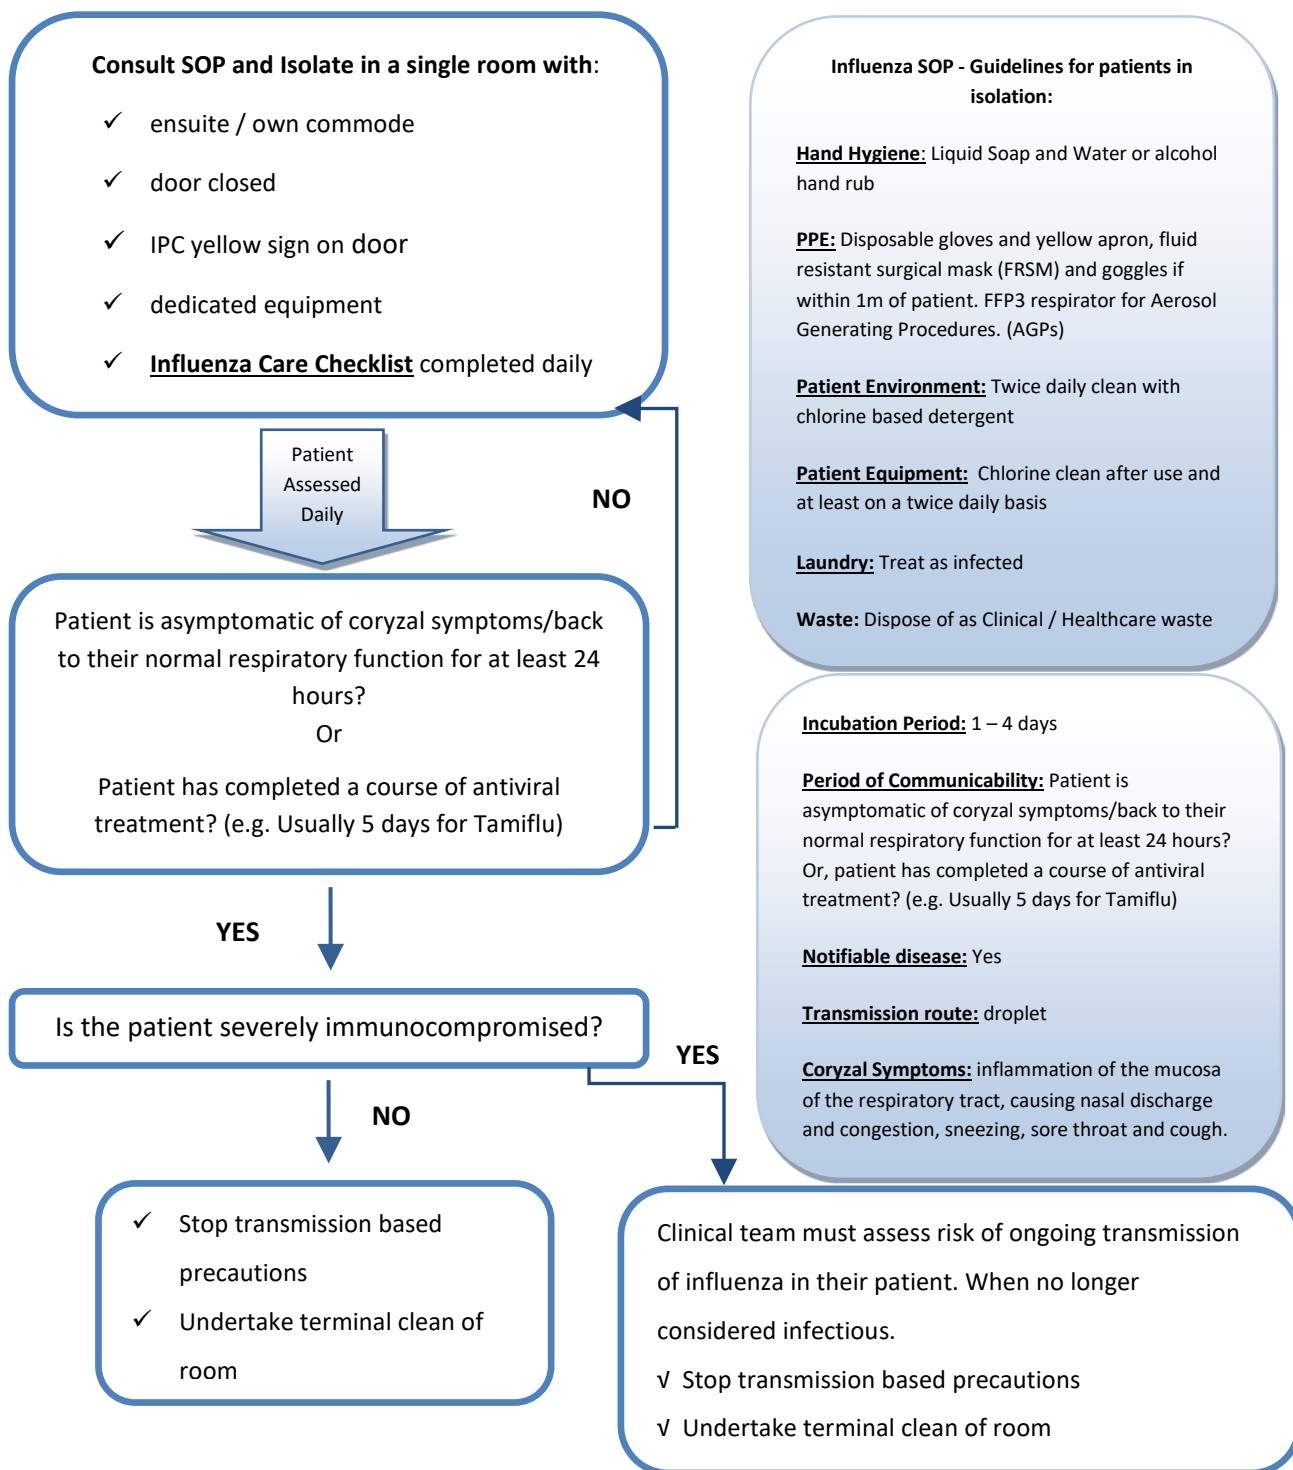 Consult SOP and Isolate in a single room with:
✓ ensuite / own commode
✓ door closed
✓ IPC yellow sign on door
✓ dedicated equipment
✓ Influenza Care Checklist completed daily
Patient
Assessed
Daily
NO
Patient is asymptomatic of coryzal symptoms/back
to their normal respiratory function for at least 24
hours?
Or
Patient has completed a course of antiviral
treatment? (e.g. Usually 5 days for Tamiflu)
YES
Is the patient severely immunocompromised?
YES
NO
✓ Stop transmission based
precautions
✓ Undertake terminal clean of
room
Influenza SOP - Guidelines for patients in
isolation:
Hand Hygiene: Liquid Soap and Water or alcohol
hand rub
PPE: Disposable gloves and yellow apron, fluid
resistant surgical mask (FRSM) and goggles if
within 1m of patient. FFP3 respirator for Aerosol
Generating Procedures. (AGPs)
Patient Environment: Twice daily clean with
chlorine based detergent
Patient Equipment: Chlorine clean after use and
at least on a twice daily basis
Laundry: Treat as infected
Waste: Dispose of as Clinical / Healthcare waste
Incubation Period: 1 – 4 days
Period of Communicability: Patient is
asymptomatic of coryzal symptoms/back to their
normal respiratory function for at least 24 hours?
Or, patient has completed a course of antiviral
treatment? (e.g. Usually 5 days for Tamiflu)
Notifiable disease: Yes
Transmission route: droplet
Coryzal Symptoms: inflammation of the mucosa
of the respiratory tract, causing nasal discharge
and congestion, sneezing, sore throat and cough.
Clinical team must assess risk of ongoing transmission
of influenza in their patient. When no longer
considered infectious.
√ Stop transmission based precautions
√ Undertake terminal clean of room